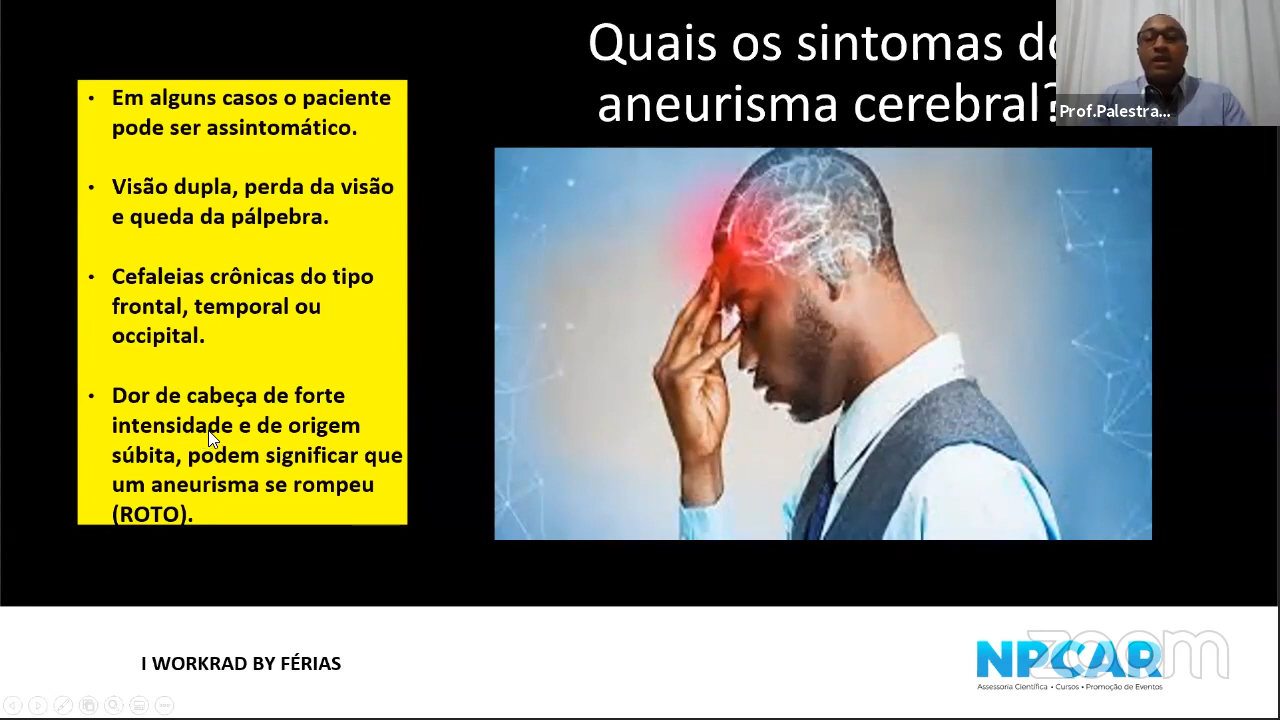 Quais os sintomas do
aneurisma cerebral?
Prof.Palestra...
• Em alguns casos o paciente
pode ser assintomático.
• Visão dupla, perda da visão
e queda da pálpebra.
• Cefaleias crônicas do tipo
frontal, temporal ou
occipital.
• Dor de cabeça de forte
intensidade e de origem
súbita, podem significar que
um aneurisma se rompeu
(ROTO).
I WORKRAD BY FÉRIAS
NPCAR
zoom
Assessoria Científica • Cursos • Promoção de Eventos